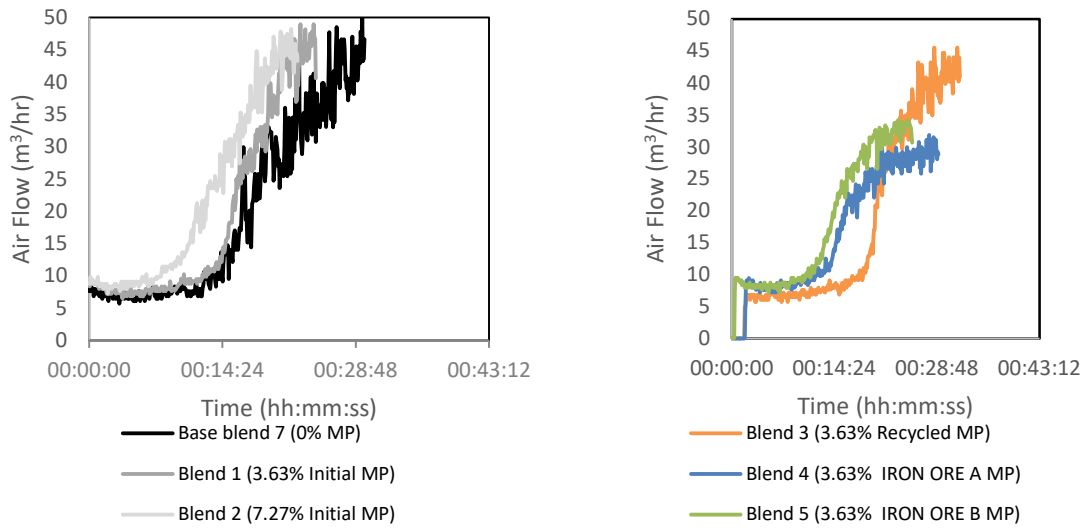 50
45
40
35
30
25
20
15
10
5
0
Air Flow (m³/hr)
00:00:00 00:14:24 00:28:48 00:43:12
Time (hh:mm:ss)
Base blend 7 (0% MP)
Blend 1 (3.63% Initial MP)
Blend 2 (7.27% Initial MP)
50
45
40
35
30
25
20
15
10
5
0
Air Flow (m³/hr)
00:00:00 00:14:24 00:28:48 00:43:12
Time (hh:mm:ss)
Blend 3 (3.63% Recycled MP)
Blend 4 (3.63% IRON ORE A MP)
Blend 5 (3.63% IRON ORE B MP)